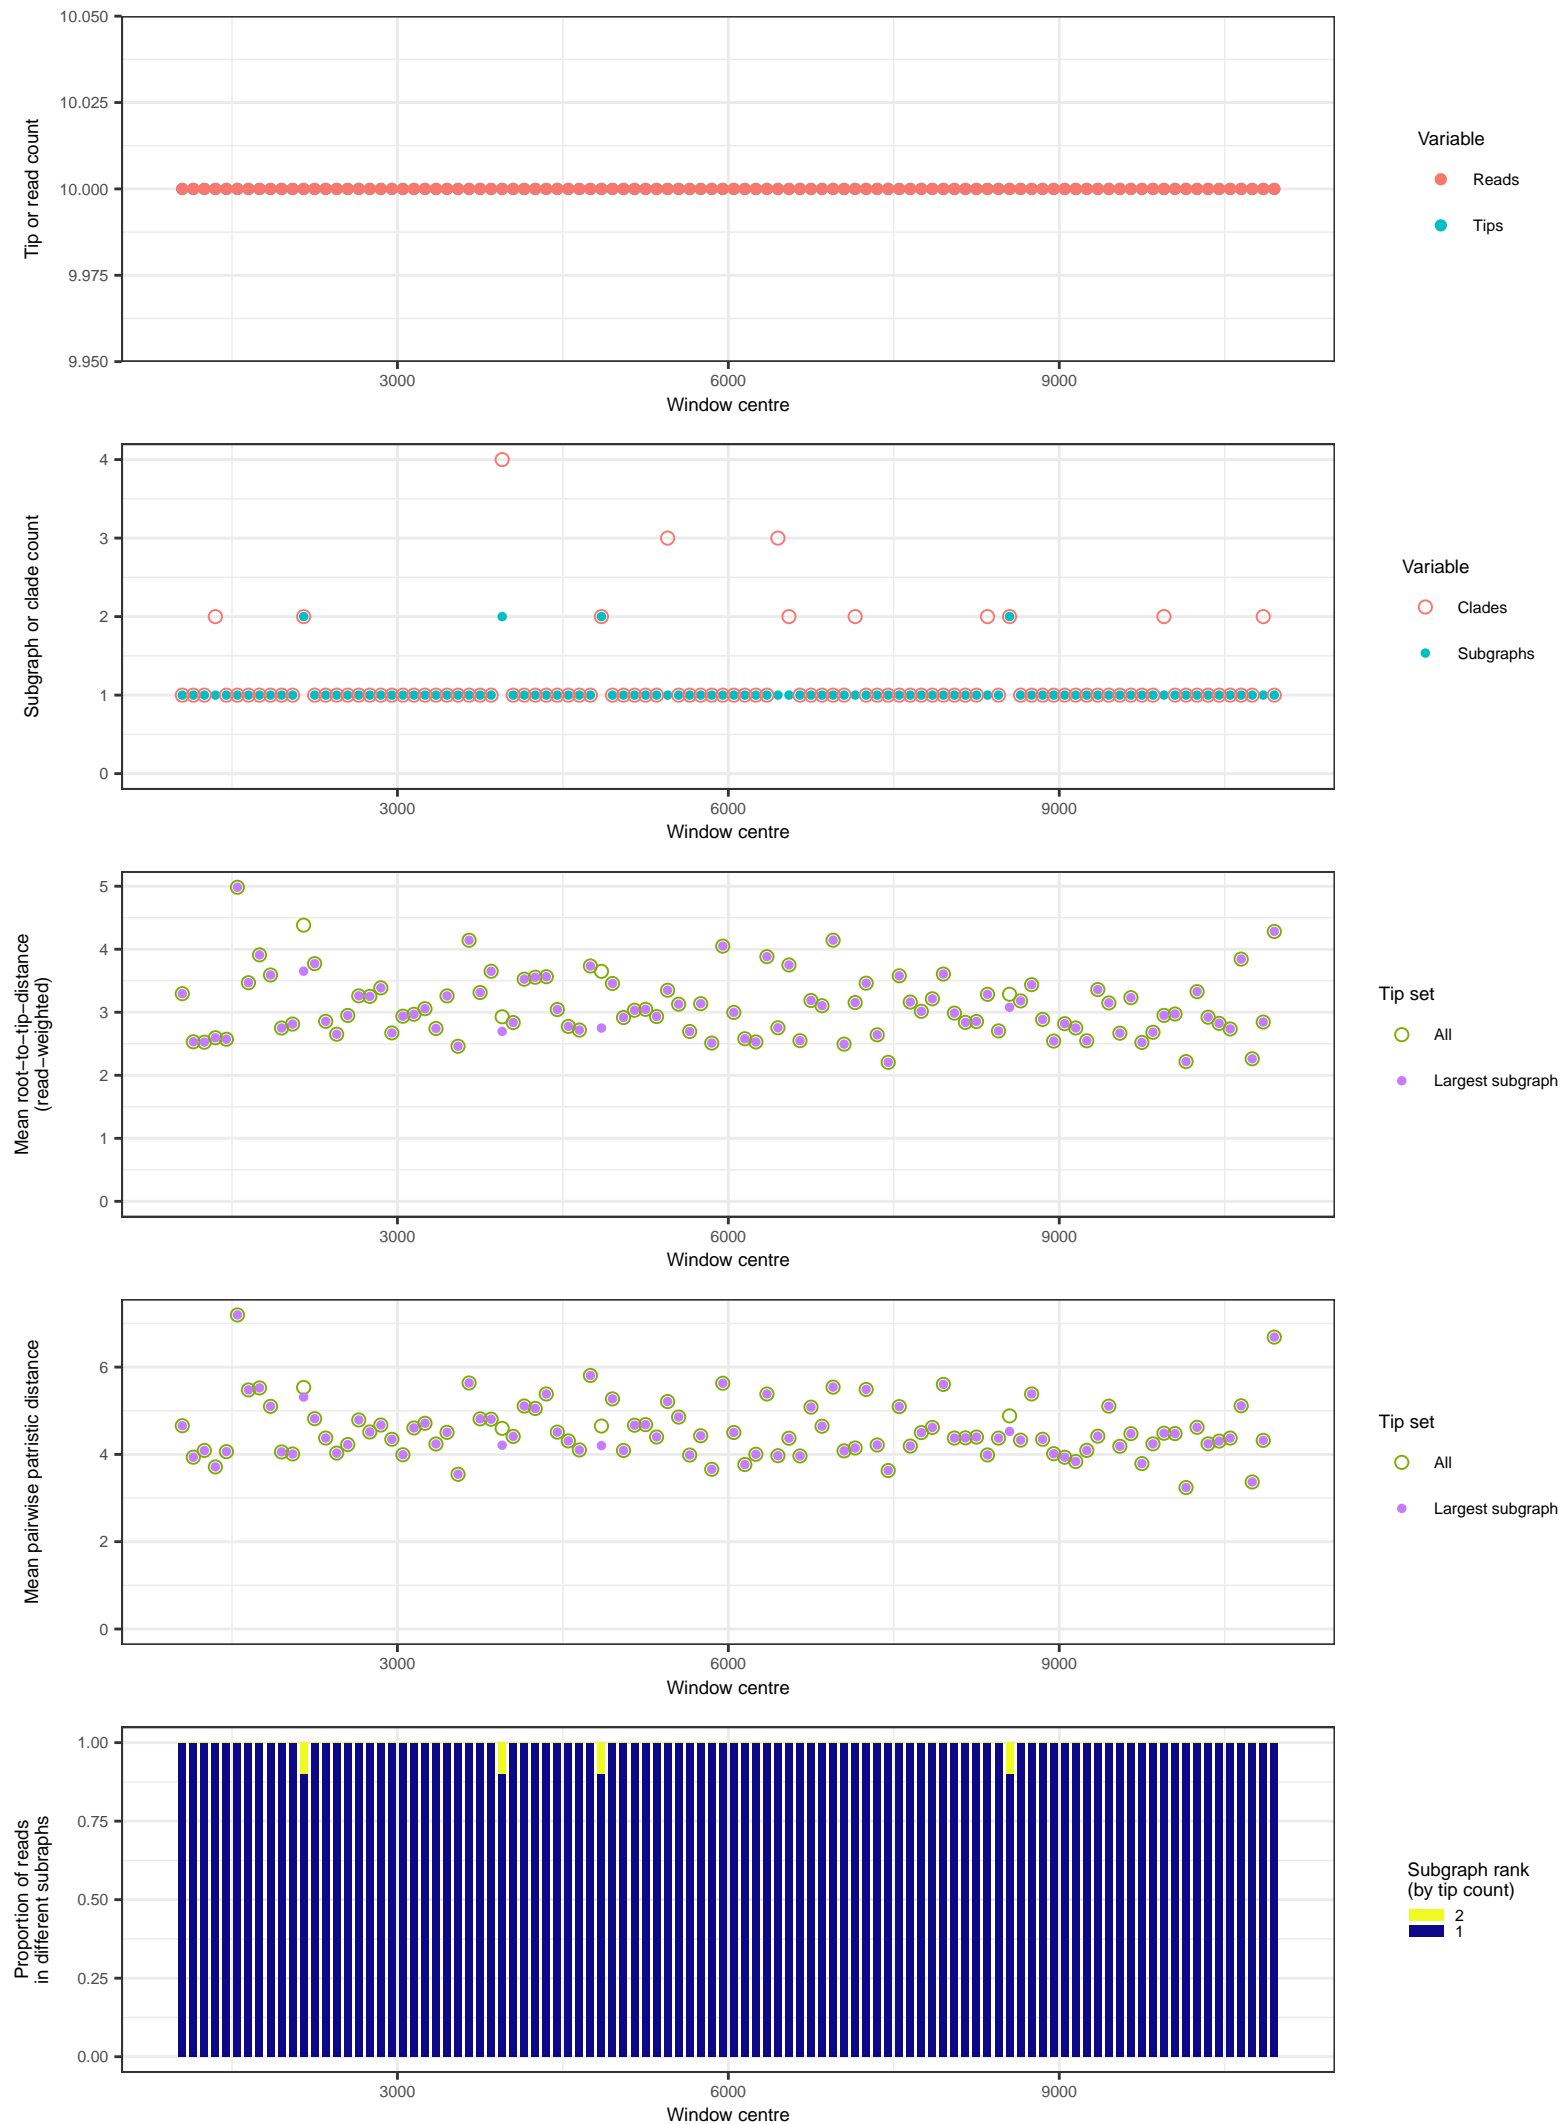 10.050
10.025
10.000
9.975
9.950
Tip or read count
3000
6000
9000
Window centre
Variable
Reads
Tips
4
3
2
1
0
Subgraph or clade count
3000
6000
9000
Window centre
Variable
Clades
Subgraphs
5
4
3
2
1
0
Mean root−to−tip−distance
(read−weighted)
3000
6000
9000
Window centre
Tip set
All
Largest subgraph
6
4
2
0
Mean pairwise patristic distance
3000
6000
9000
Window centre
Tip set
All
Largest subgraph
1.00
0.75
0.50
0.25
0.00
Proportion of reads
in different subraphs
3000
6000
9000
Window centre
Subgraph rank
(by tip count)
2
1